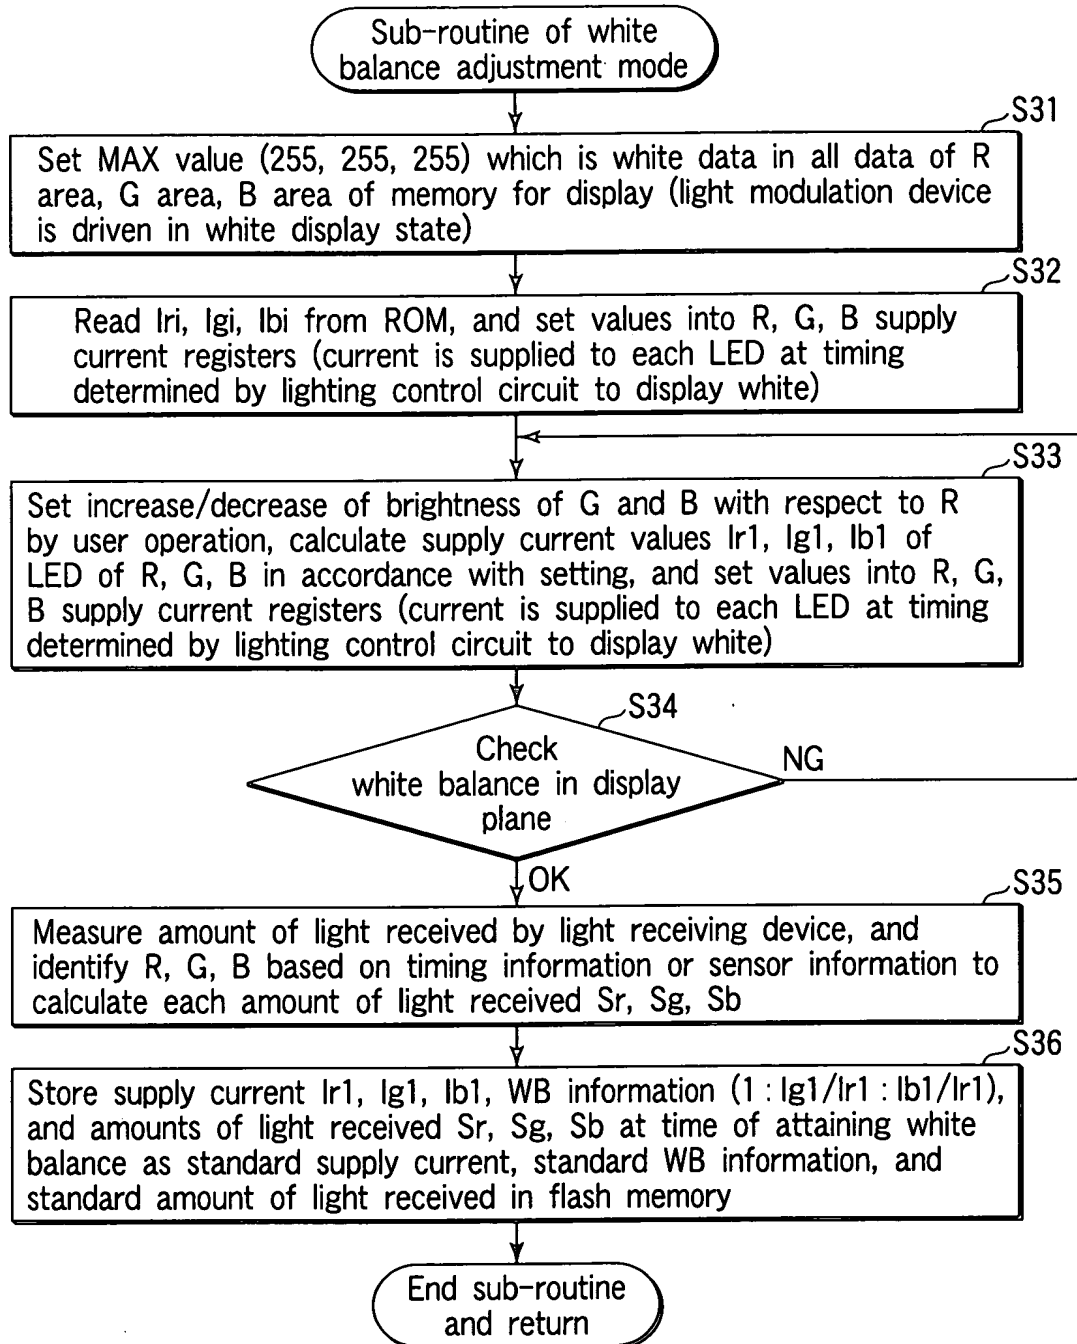 Sub-routine of white
balance adjustment mode
S31
Set MAX value (255, 255, 255) which is white data in all data of R
area, G area, B area of memory for display (light modulation device
is driven in white display state)
S32
Read Iri, Igi, Ibi from ROM, and set values into R, G, B supply
current registers (current is supplied to each LED at timing
determined by lighting control circuit to display white)
S33
Set increase/decrease of brightness of G and B with respect to R
by user operation, calculate supply current values Ir1, Ig1, Ib1 of
LED of R, G, B in accordance with setting, and set values into R, G,
B supply current registers (current is supplied to each LED at timing
determined by lighting control circuit to display white)
S34
Check
white balance in display
plane
NG
OK
S35
Measure amount of light received by light receiving device, and
identify R, G, B based on timing information or sensor information to
calculate each amount of light received Sr, Sg, Sb
S36
Store supply current Ir1, Ig1, Ib1, WB information (1 : Ig1/Ir1 : Ib1/Ir1),
and amounts of light received Sr, Sg, Sb at time of attaining white
balance as standard supply current, standard WB information, and
standard amount of light received in flash memory
End sub-routine
and return